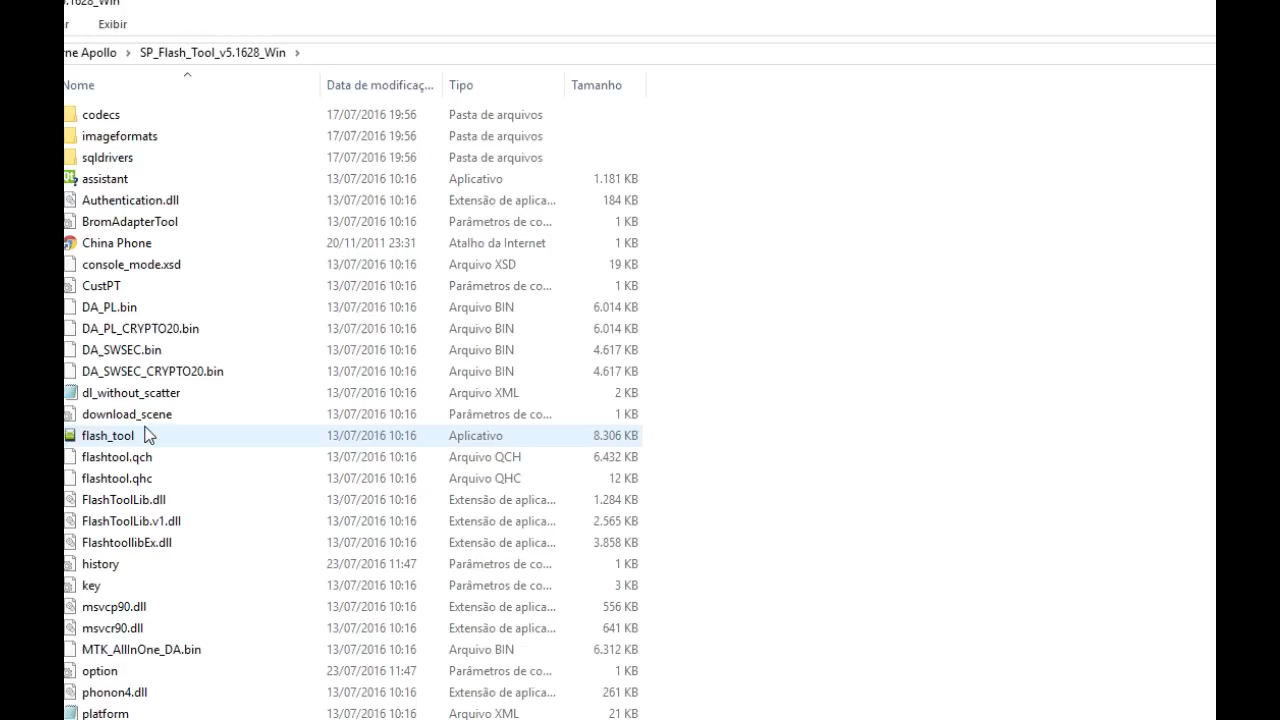 5.1628_Win
r Exibir
rne Apollo > SP_Flash_Tool_v5.1628_Win >
Nome Data de modificaç... Tipo Tamanho
codecs 17/07/2016 19:56 Pasta de arquivos
imageformats 17/07/2016 19:56 Pasta de arquivos
sqldrivers 17/07/2016 19:56 Pasta de arquivos
assistant 13/07/2016 10:16 Aplicativo 1.181 KB
Authentication.dll 13/07/2016 10:16 Extensão de aplica... 184 KB
BromAdapterTool 13/07/2016 10:16 Parâmetros de co... 1 KB
China Phone 20/11/2011 23:31 Atalho da Internet 1 KB
console_mode.xsd 13/07/2016 10:16 Arquivo XSD 19 KB
CustPT 13/07/2016 10:16 Parâmetros de co... 1 KB
DA_PL.bin 13/07/2016 10:16 Arquivo BIN 6.014 KB
DA_PL_CRYPTO20.bin 13/07/2016 10:16 Arquivo BIN 6.014 KB
DA_SWSEC.bin 13/07/2016 10:16 Arquivo BIN 4.617 KB
DA_SWSEC_CRYPTO20.bin 13/07/2016 10:16 Arquivo BIN 4.617 KB
dl_without_scatter 13/07/2016 10:16 Arquivo XML 2 KB
download_scene 13/07/2016 10:16 Parâmetros de co... 1 KB
flash_tool 13/07/2016 10:16 Aplicativo 8.306 KB
flashtool.qch 13/07/2016 10:16 Arquivo QCH 6.432 KB
flashtool.qhc 13/07/2016 10:16 Arquivo QHC 12 KB
FlashToolLib.dll 13/07/2016 10:16 Extensão de aplica... 1.284 KB
FlashToolLib.v1.dll 13/07/2016 10:16 Extensão de aplica... 2.565 KB
FlashtoollibEx.dll 13/07/2016 10:16 Extensão de aplica... 3.858 KB
history 23/07/2016 11:47 Parâmetros de co... 1 KB
key 13/07/2016 10:16 Parâmetros de co... 3 KB
msvcp90.dll 13/07/2016 10:16 Extensão de aplica... 556 KB
msvcr90.dll 13/07/2016 10:16 Extensão de aplica... 641 KB
MTK_AllInOne_DA.bin 13/07/2016 10:16 Arquivo BIN 6.312 KB
option 23/07/2016 11:47 Parâmetros de co... 1 KB
phonon4.dll 13/07/2016 10:16 Extensão de aplica... 261 KB
platform 13/07/2016 10:16 Arquivo XML 21 KB